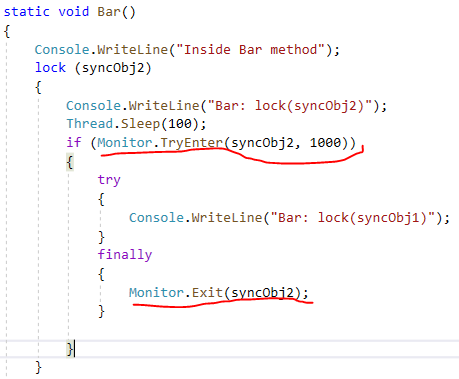 static void Bar()
{
Console.WriteLine("Inside Bar method");
lock (syncObj2)
{
Console.WriteLine("Bar: lock(syncObj2)");
Thread.Sleep(100);
if (Monitor.TryEnter(syncObj2, 1000))
{
try
{
Console.WriteLine("Bar: lock(syncObj1)");
}
finally
{
Monitor.Exit(syncObj2);
}
}
}